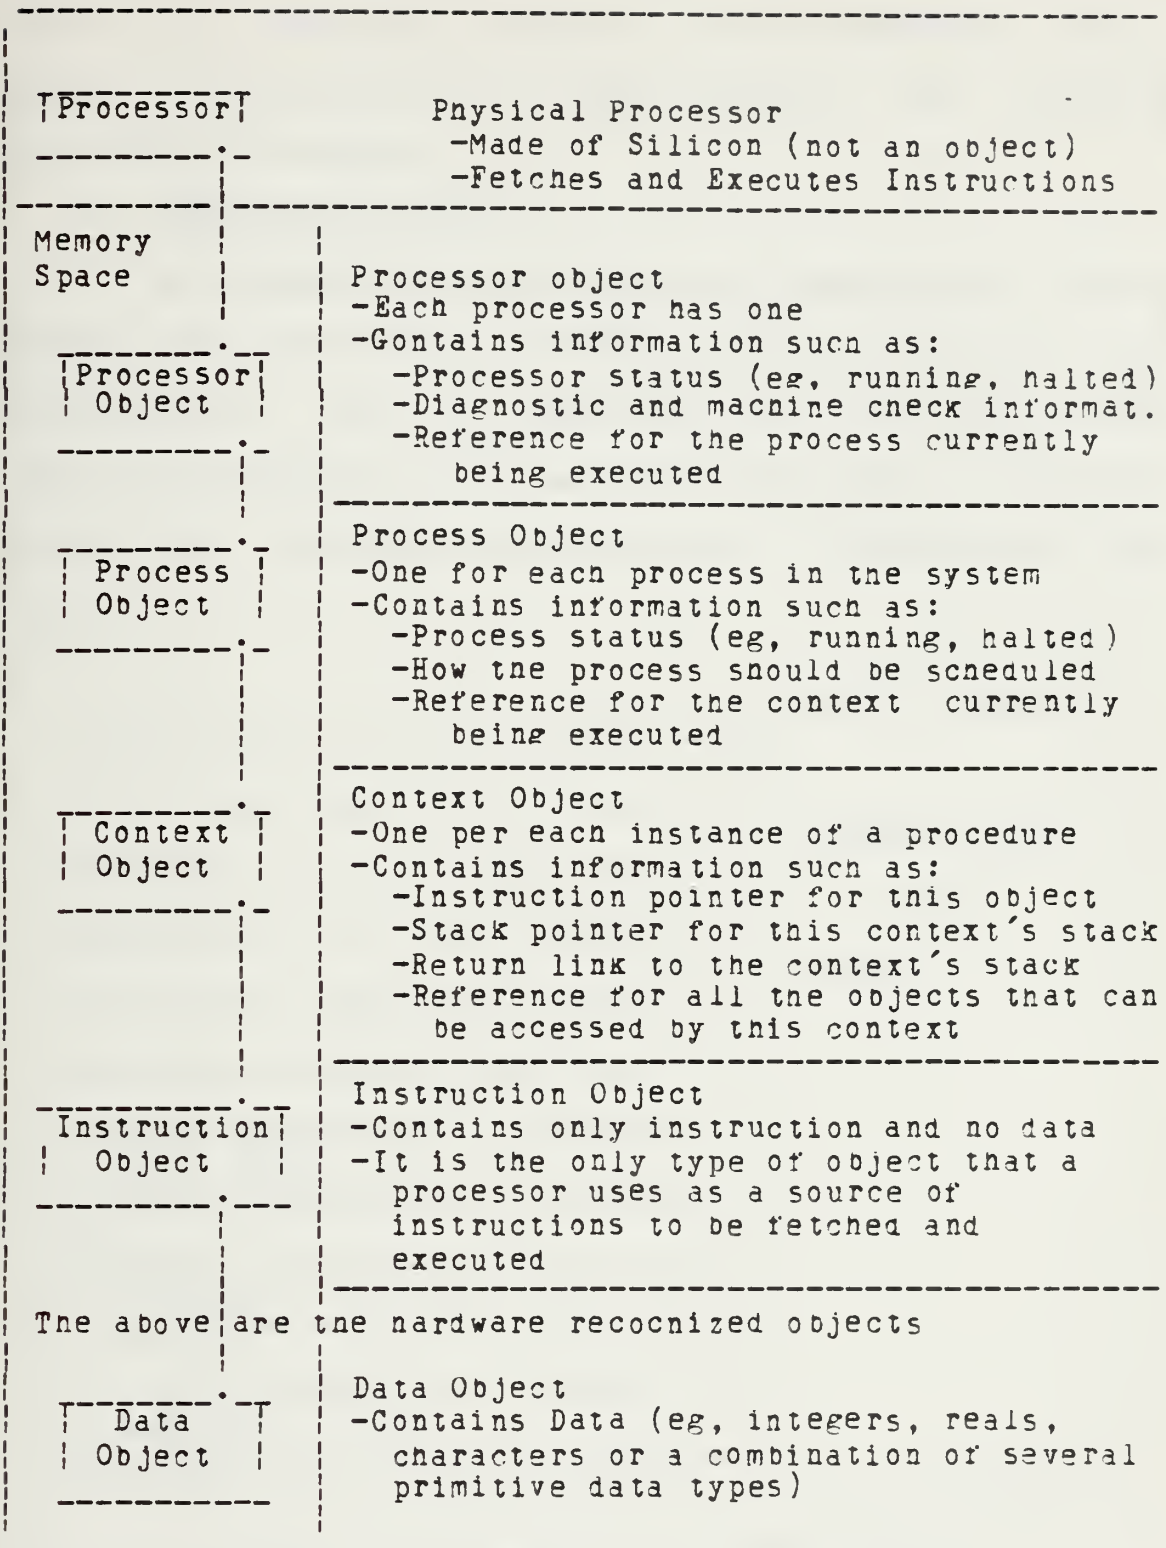 Processor
Physical Processor
-Made of Silicon (not an object)
-Fetches and Executes Instructions
Memory
Space
Processor object
-Each processor has one
-Contains information such as:
-Processor status (eg, running, halted)
-Diagnostic and machine check informat.
-Reference for the process currently
being executed
Processor
Object
Process Object
-One for each process in the system
-Contains information such as:
-Process status (eg, running, halted)
-How the process should be scheduled
-Reference for the context currently
being executed
Process
Object
Context Object
-One per each instance of a procedure
-Contains information such as:
-Instruction pointer for this object
-Stack pointer for this context's stack
-Return link to the context's stack
-Reference for all the objects that can
be accessed by this context
Context
Object
Instruction Object
-Contains only instruction and no data
-It is the only type of object that a
processor uses as a source of
instructions to be fetched and
executed
Instruction
Object
The above are the hardware recocnized objects
Data Object
-Contains Data (eg, integers, reals,
characters or a combination of several
primitive data types)
Data
Object